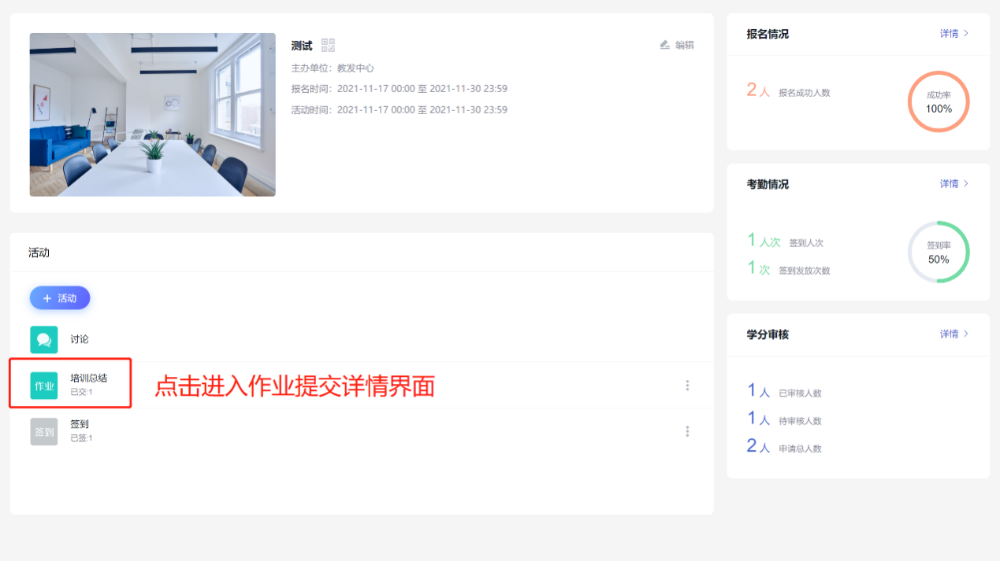 测试
编辑
主办单位：教发中心
报名时间：2021-11-17 00:00 至 2021-11-30 23:59
活动时间：2021-11-17 00:00 至 2021-11-30 23:59
活动
+ 活动
讨论
作业
培训总结
已交:1
点击进入作业提交详情界面
签到
签到
已签:1
报名情况
详情 >
2 人 报名成功人数
成功率
100%
考勤情况
详情 >
1 人次 签到人次
1 次 签到发放次数
签到率
50%
学分审核
详情 >
1 人 已审核人数
1 人 待审核人数
2 人 申请总人数